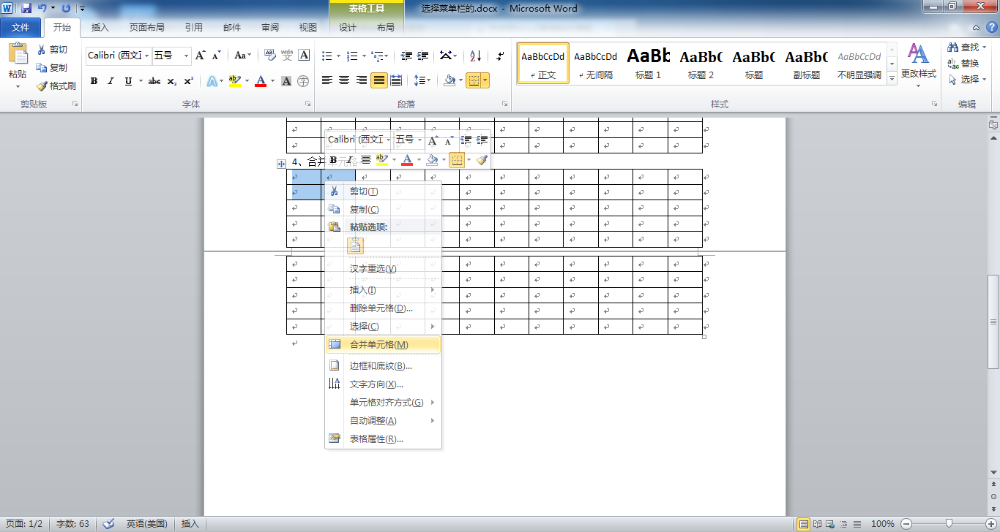 表格工具
选择菜单栏的.docx - Microsoft Word
文件 开始 插入 页面布局 引用 邮件 审阅 视图 设计 布局
粘贴
剪切
复制
格式刷
剪贴板
Calibri (西文正 五号
字体
段落
AaBbCcDd AaBbCcDd AaBb AaBbC AaBbC AaBbC AaBbCcDd
正文 无间隔 标题 1 标题 2 标题 副标题 不明显强调
样式
更改样式
查找
替换
选择
编辑
Calibri (西文正 五号
4、合并单元格
剪切(T)
复制(C)
粘贴选项:
汉字重选(V)
插入(I)
删除单元格(D)...
选择(C)
合并单元格(M)
边框和底纹(B)...
文字方向(X)...
单元格对齐方式(G)
自动调整(A)
表格属性(R)...
页面: 1/2 字数: 63 英语(美国) 插入 100%